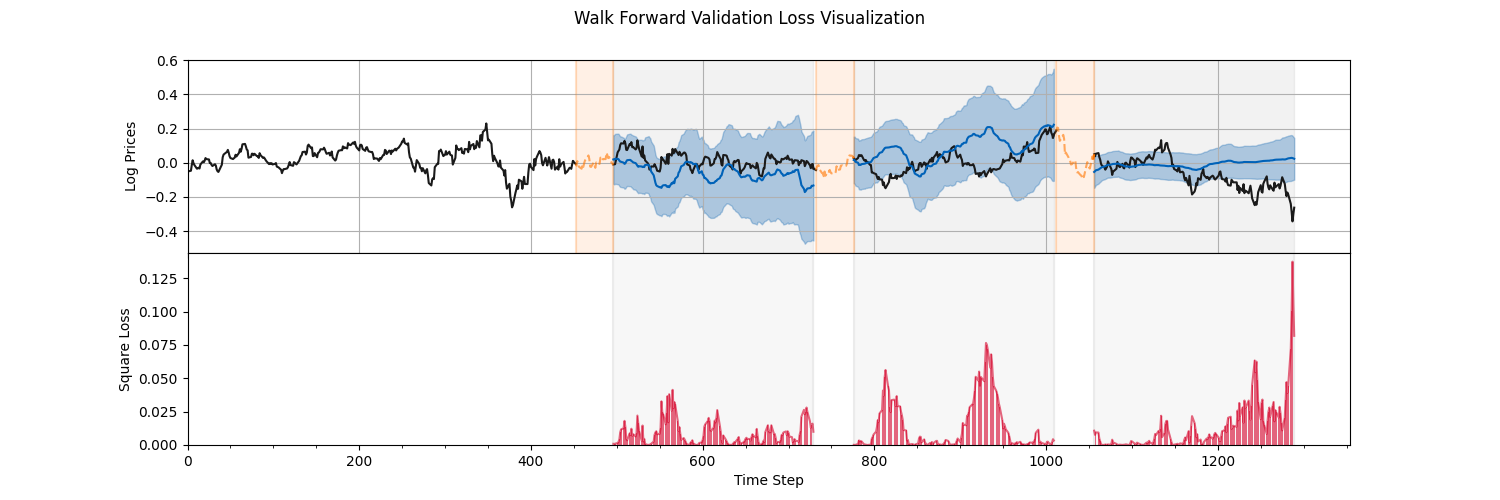 Walk Forward Validation Loss Visualization
Log Prices
0.6
0.4
0.2
0.0
−0.2
−0.4
Square Loss
0.125
0.100
0.075
0.050
0.025
0.000
0 200 400 600 800 1000 1200
Time Step